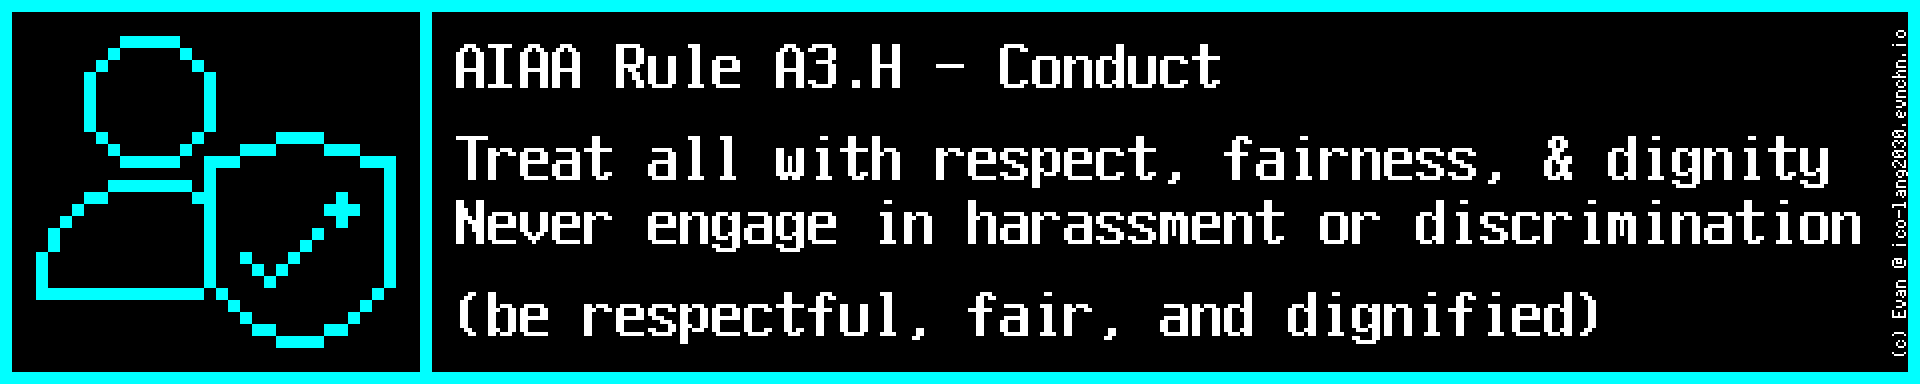 AIAA Rule A3.H - Conduct
Treat all with respect, fairness, & dignity
Never engage in harassment or discrimination
(be respectful, fair, and dignified)
(c) Evan @ ico-lang2030.evnchn.io